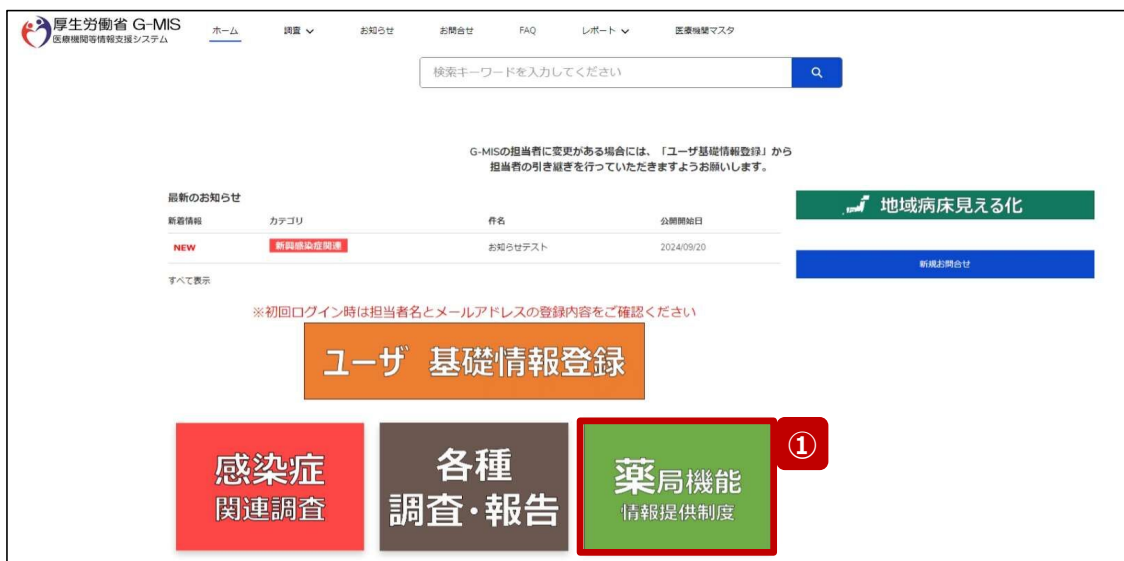 厚生労働省 G-MIS
医療機関等情報支援システム
ホーム 調査 お知らせ お問合せ FAQ レポート 医療機関マスタ
検索キーワードを入力してください
G-MISの担当者に変更がある場合には、「ユーザ基礎情報登録」から
担当者の引き継ぎを行っていただきますようお願いします。
最新のお知らせ
新着情報 カテゴリ 件名 公開開始日
NEW 新興感染症関連 お知らせテスト 2024/09/20
すべて表示
地域病床見える化
新規お問合せ
※初回ログイン時は担当者名とメールアドレスの登録内容をご確認ください
ユーザ 基礎情報登録
感染症
関連調査
各種
調査・報告
薬局機能
情報提供制度
①